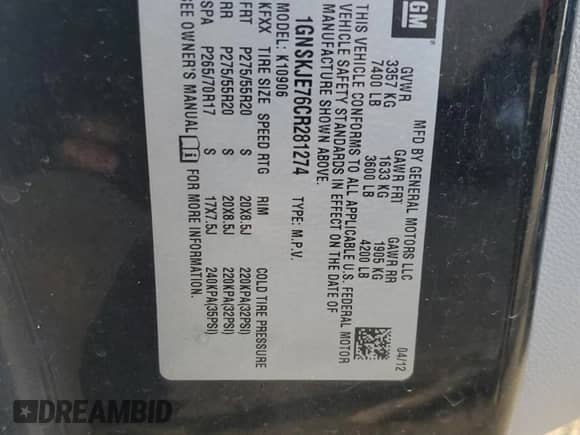 GM
MFD BY GENERAL MOTORS LLC
04/12
GVWR GAWR FRT GAWR RR
3357 KG 1633 KG 1905 KG
7400 LB 3600 LB 4200 LB
THIS VEHICLE CONFORMS TO ALL APPLICABLE U.S. FEDERAL MOTOR
VEHICLE SAFETY STANDARDS IN EFFECT ON THE DATE OF
MANUFACTURE SHOWN ABOVE.
1GNSKJE76CR281274 TYPE: M.P.V.
MODEL: K10906
KFXX TIRE SIZE SPEED RTG RIM COLD TIRE PRESSURE
FRT P275/55R20 S 20X8.5J 220KPA(32PSI)
RR P275/55R20 S 20X8.5J 220KPA(32PSI)
SPA P265/70R17 S 17X7.5J 240KPA(35PSI)
SEE OWNER'S MANUAL FOR MORE INFORMATION.
DREAMBID